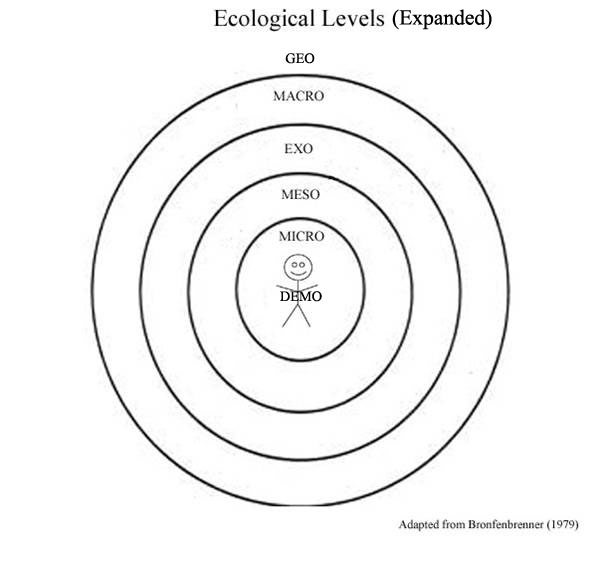 Ecological Levels (Expanded)
GEO
MACRO
EXO
MESO
MICRO
DEMO
Adapted from Bronfenbrenner (1979)